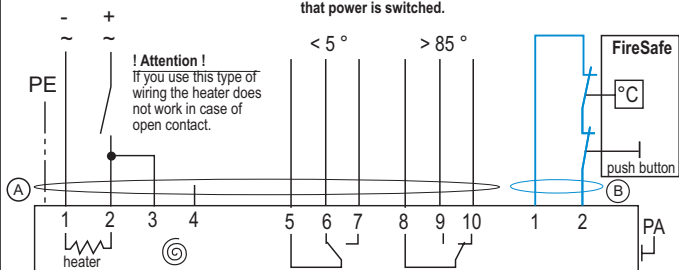 that power is switched.
- +
~ ~
< 5 ° > 85 °
FireSafe
! Attention !
If you use this type of
wiring the heater does
not work in case of
open contact.
PE
°C
push button
A
B
1 2 3 4 5 6 7 8 9 10 1 2
PA
heater